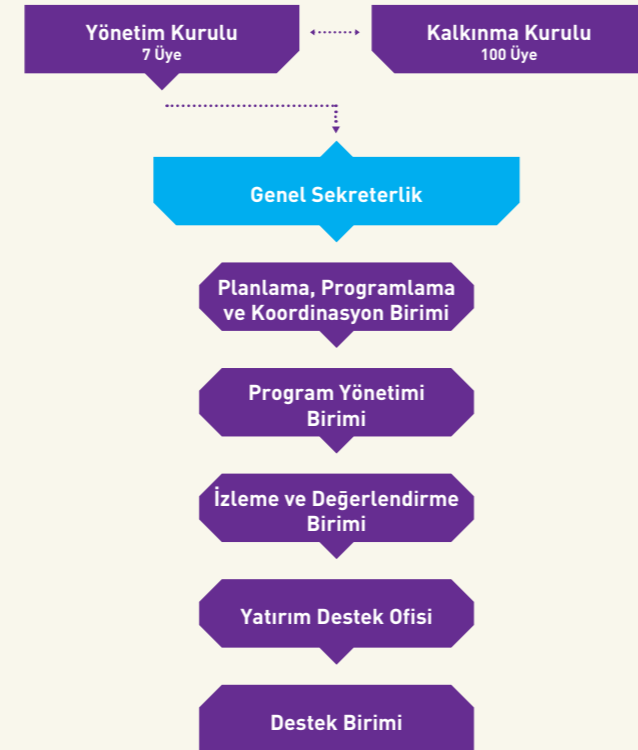 Yönetim Kurulu
7 Üye
Kalkınma Kurulu
100 Üye
Genel Sekreterlik
Planlama, Programlama
ve Koordinasyon Birimi
Program Yönetimi
Birimi
İzleme ve Değerlendirme
Birimi
Yatırım Destek Ofisi
Destek Birimi